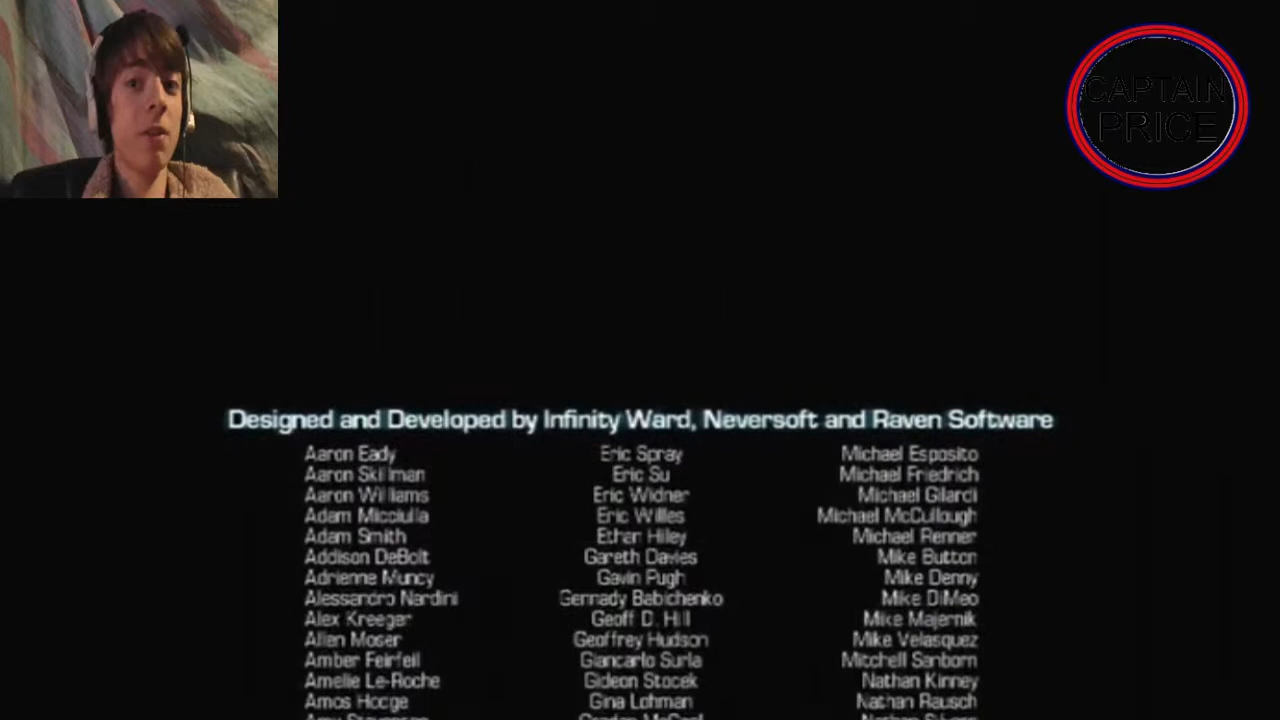 CAPTAIN
PRICE
Designed and Developed by Infinity Ward, Neversoft and Raven Software
Aaron Eady Eric Spray Michael Esposito
Aaron Skillman Eric Su Michael Friedrich
Aaron Williams Eric Widner Michael Gilardi
Adam Micciulla Eric Willes Michael McCullough
Adam Smith Ethan Hilley Michael Renner
Addison DeBolt Gareth Davies Mike Button
Adrienne Muncy Gavin Pugh Mike Denny
Alessandro Nardini Gennady Babichenko Mike DiMeo
Alex Kreeger Geoff D. Hill Mike Majernik
Allen Moser Geoffrey Hudson Mike Velasquez
Amber Feirfeil Giancarlo Surla Mitchell Sanborn
Amelie Le-Roche Gideon Stocek Nathan Kinney
Amos Hodge Gina Lohman Nathan Rausch
Nathan